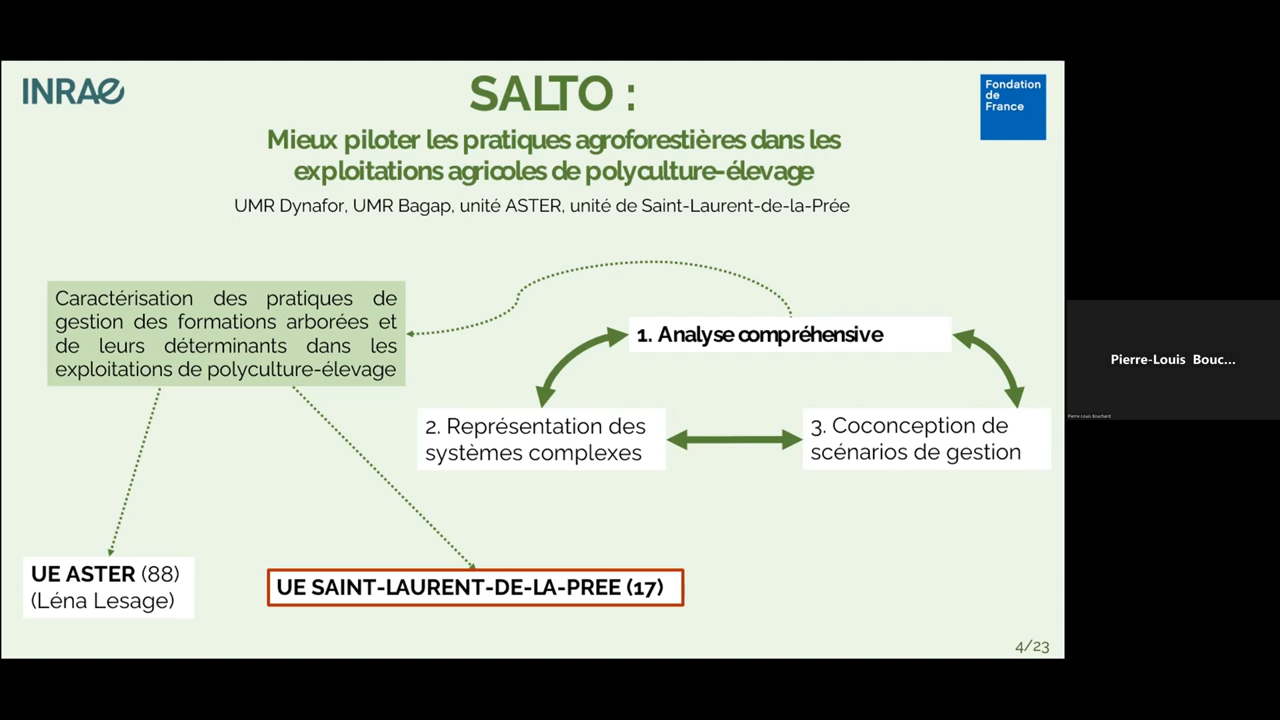 INRAE
SALTO :
Fondation
de
France
Mieux piloter les pratiques agroforestières dans les
exploitations agricoles de polyculture-élevage
UMR Dynafor, UMR Bagap, unité ASTER, unité de Saint-Laurent-de-la-Prée
Caractérisation des pratiques de
gestion des formations arborées et
de leurs déterminants dans les
exploitations de polyculture-élevage
1. Analyse compréhensive
2. Représentation des
systèmes complexes
3. Coconception de
scénarios de gestion
UE ASTER (88)
(Léna Lesage)
UE SAINT-LAURENT-DE-LA-PREE (17)
4/23
Pierre-Louis Bouc...
Pierre-Louis Bouchard